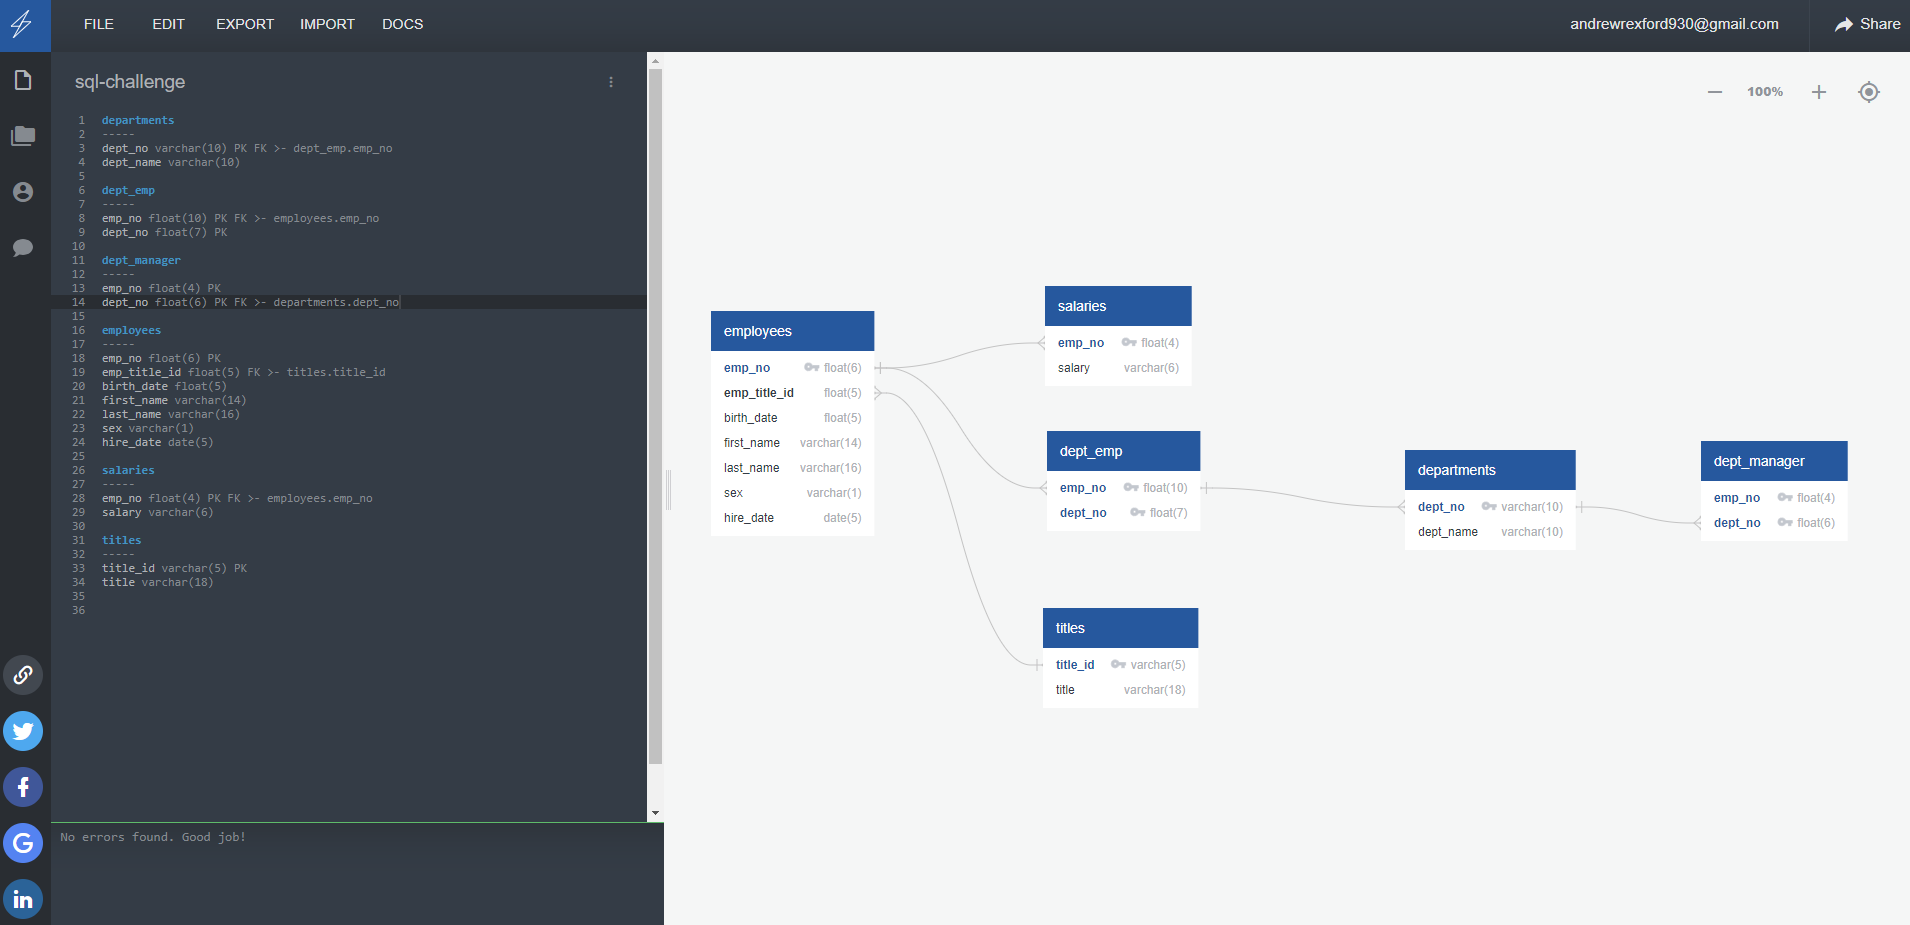 FILE EDIT EXPORT IMPORT DOCS andrewrexford930@gmail.com Share
sql-challenge
1 departments
2 -----
3 dept_no varchar(10) PK FK >- dept_emp.emp_no
4 dept_name varchar(10)
5
6 dept_emp
7 -----
8 emp_no float(10) PK FK >- employees.emp_no
9 dept_no float(7) PK
10
11 dept_manager
12 -----
13 emp_no float(4) PK
14 dept_no float(6) PK FK >- departments.dept_no
15
16 employees
17 -----
18 emp_no float(6) PK
19 emp_title_id float(5) FK >- titles.title_id
20 birth_date float(5)
21 first_name varchar(14)
22 last_name varchar(16)
23 sex varchar(1)
24 hire_date date(5)
25
26 salaries
27 -----
28 emp_no float(4) PK FK >- employees.emp_no
29 salary varchar(6)
30
31 titles
32 -----
33 title_id varchar(5) PK
34 title varchar(18)
35
36
No errors found. Good job!
100%
employees
emp_no float(6)
emp_title_id float(5)
birth_date float(5)
first_name varchar(14)
last_name varchar(16)
sex varchar(1)
hire_date date(5)
salaries
emp_no float(4)
salary varchar(6)
dept_emp
emp_no float(10)
dept_no float(7)
titles
title_id varchar(5)
title varchar(18)
departments
dept_no varchar(10)
dept_name varchar(10)
dept_manager
emp_no float(4)
dept_no float(6)